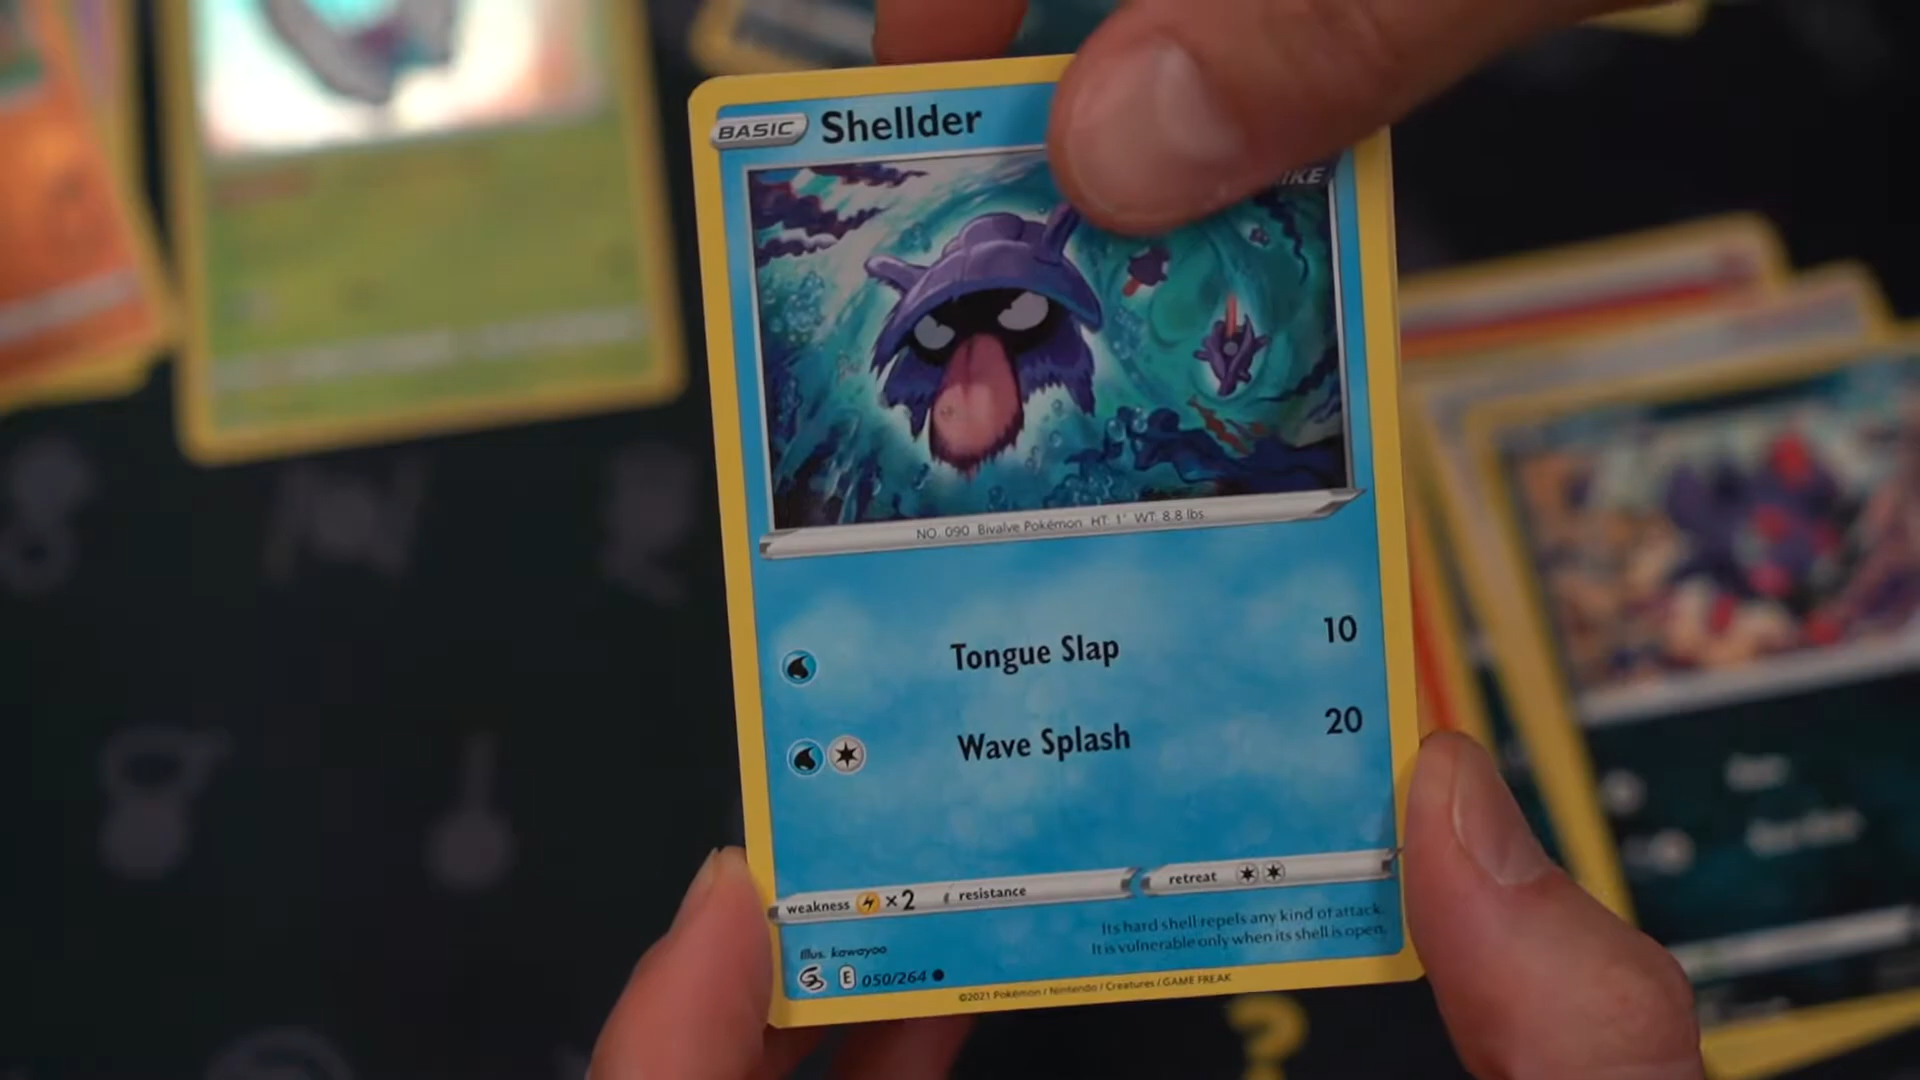 BASIC Shellder
IKE
NO. 090 Bivalve Pokémon HT: 1" WT: 8.8 lbs
Tongue Slap 10
Wave Splash 20
weakness ×2 resistance retreat
Its hard shell repels any kind of attack.
It is vulnerable only when its shell is open.
Illus. kawayoo
E 050/264
©2021 Pokémon / Nintendo / Creatures / GAME FREAK
?